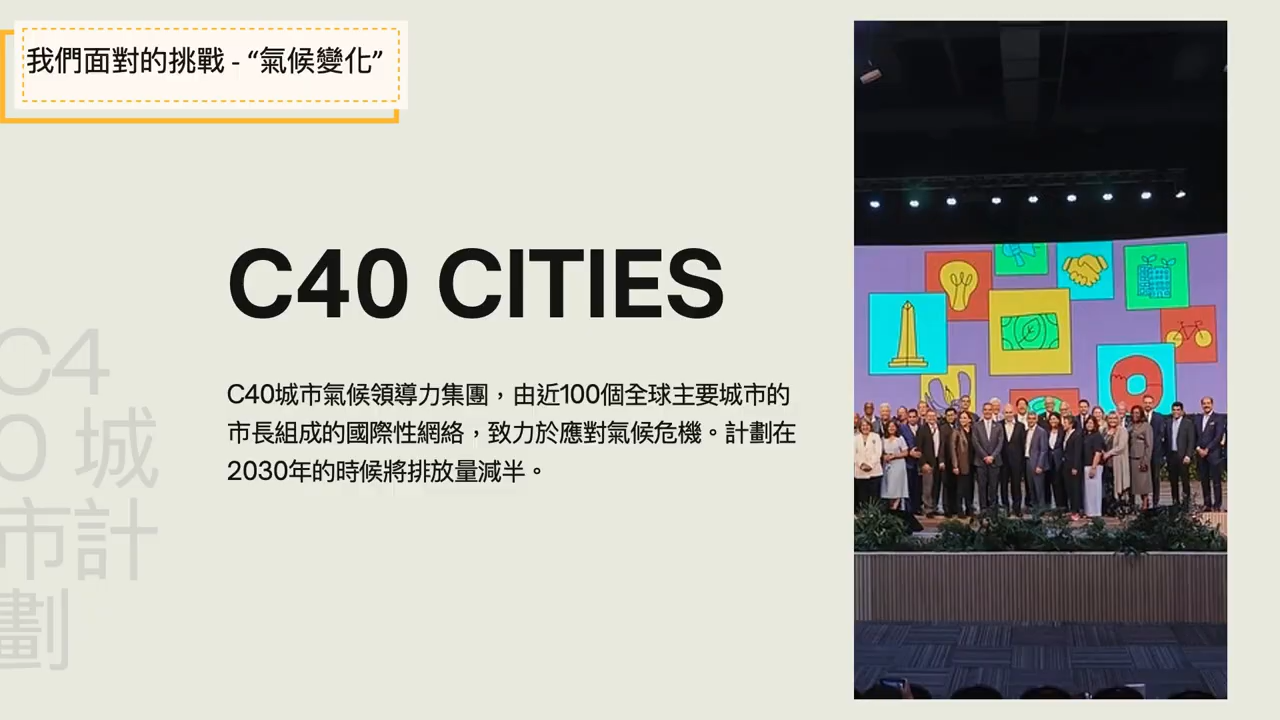 我們面對的挑戰 - “氣候變化”
C40 CITIES
C40城市氣候領導力集團，由近100個全球主要城市的
市長組成的國際性網絡，致力於應對氣候危機。計劃在
2030年的時候將排放量減半。
C4
0 城
市計
劃